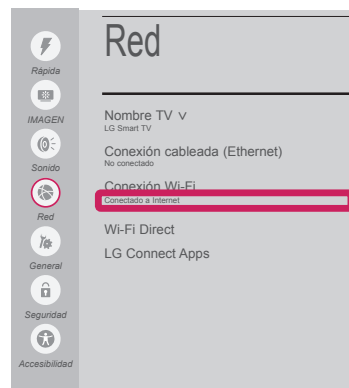 Rápida
IMAGEN
Sonido
Red
General
Seguridad
Accesibilidad
Red
Nombre TV ∨
LG Smart TV
Conexión cableada (Ethernet)
No conectado
Conexión Wi-Fi
Conectado a Internet
Wi-Fi Direct
LG Connect Apps